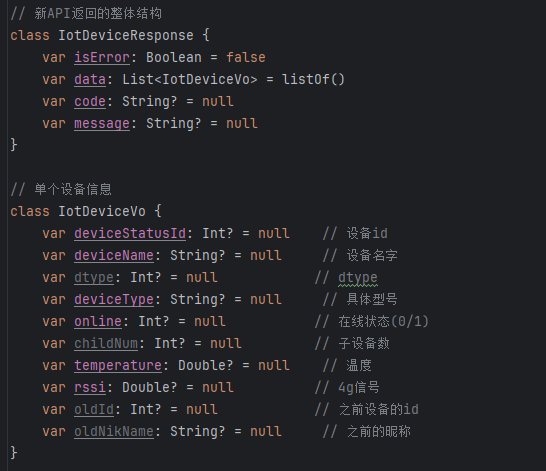 // 新API返回的整体结构
class IotDeviceResponse {
    var isError: Boolean = false
    var data: List<IotDeviceVo> = listOf()
    var code: String? = null
    var message: String? = null
}
// 单个设备信息
class IotDeviceVo {
    var deviceStatusId: Int? = null    // 设备id
    var deviceName: String? = null     // 设备名字
    var dtype: Int? = null            // dtype
    var deviceType: String? = null     // 具体型号
    var online: Int? = null           // 在线状态(0/1)
    var childNum: Int? = null         // 子设备数
    var temperature: Double? = null    // 温度
    var rssi: Double? = null          // 4g信号
    var oldId: Int? = null            // 之前设备的id
    var oldNikName: String? = null     // 之前的昵称
}